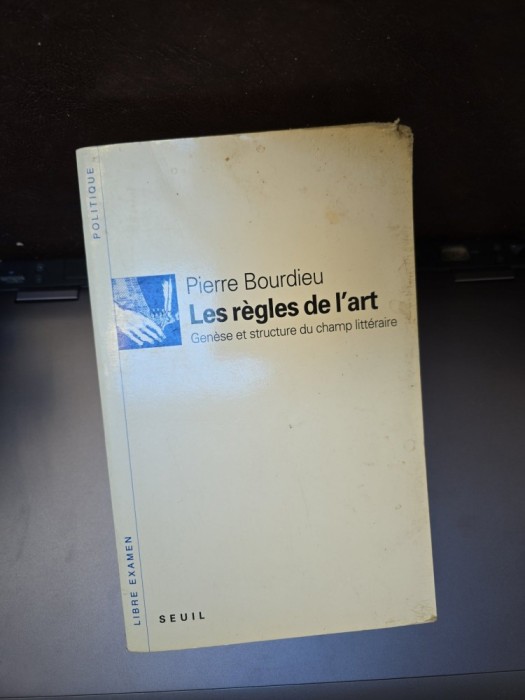 POLITIQUE
Pierre Bourdieu
Les règles de l'art
Genèse et structure du champ littéraire
LIBRE EXAMEN
SEUIL